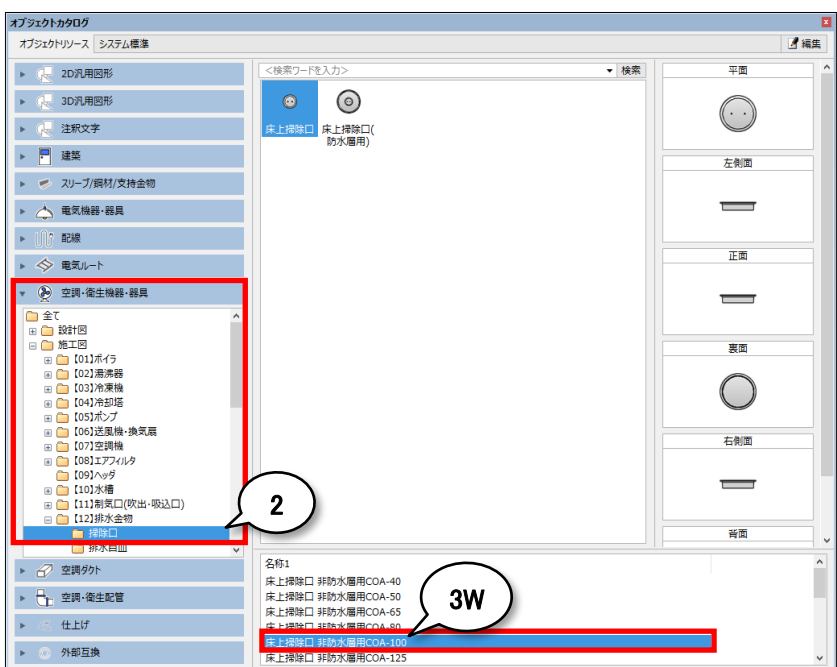 オブジェクトカタログ
オブジェクトリソース システム標準
編集
2D汎用図形
3D汎用図形
注釈文字
建築
スリーブ/鋼材/支持金物
電気機器・器具
配線
電気ルート
空調・衛生機器・器具
全て
設計図
施工図
【01】ボイラ
【02】湯沸器
【03】冷凍機
【04】冷却塔
【05】ポンプ
【06】送風機・換気扇
【07】空調機
【08】エアフィルタ
【09】ヘッダ
【10】水槽
【11】制気口(吹出・吸込口)
【12】排水金物
掃除口
排水目皿
2
空調ダクト
空調・衛生配管
仕上げ
外部互換
<検索ワードを入力>
検索
床上掃除口
床上掃除口(
防水層用)
平面
左側面
正面
裏面
右側面
背面
名称1
床上掃除口 非防水層用COA-40
床上掃除口 非防水層用COA-50
床上掃除口 非防水層用COA-65
床上掃除口 非防水層用COA-80
床上掃除口 非防水層用COA-100
床上掃除口 非防水層用COA-125
3W